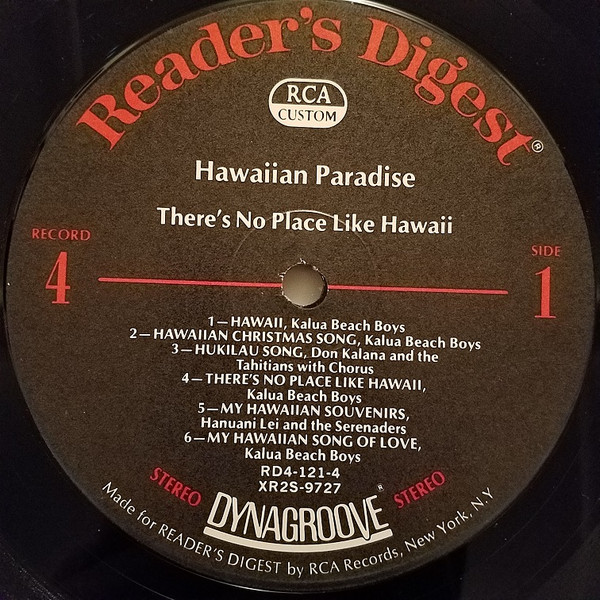 Reader's Digest®
RCA
CUSTOM
Hawaiian Paradise
There's No Place Like Hawaii
RECORD
4
SIDE
1
1—HAWAII, Kalua Beach Boys
2—HAWAIIAN CHRISTMAS SONG, Kalua Beach Boys
3—HUKILAU SONG, Don Kalana and the
Tahitians with Chorus
4—THERE'S NO PLACE LIKE HAWAII,
Kalua Beach Boys
5—MY HAWAIIAN SOUVENIRS,
Hanuani Lei and the Serenaders
6—MY HAWAIIAN SONG OF LOVE,
Kalua Beach Boys
RD4-121-4
XR2S-9727
STEREO DYNAGROOVE® STEREO
Made for READER'S DIGEST by RCA Records, New York, N.Y